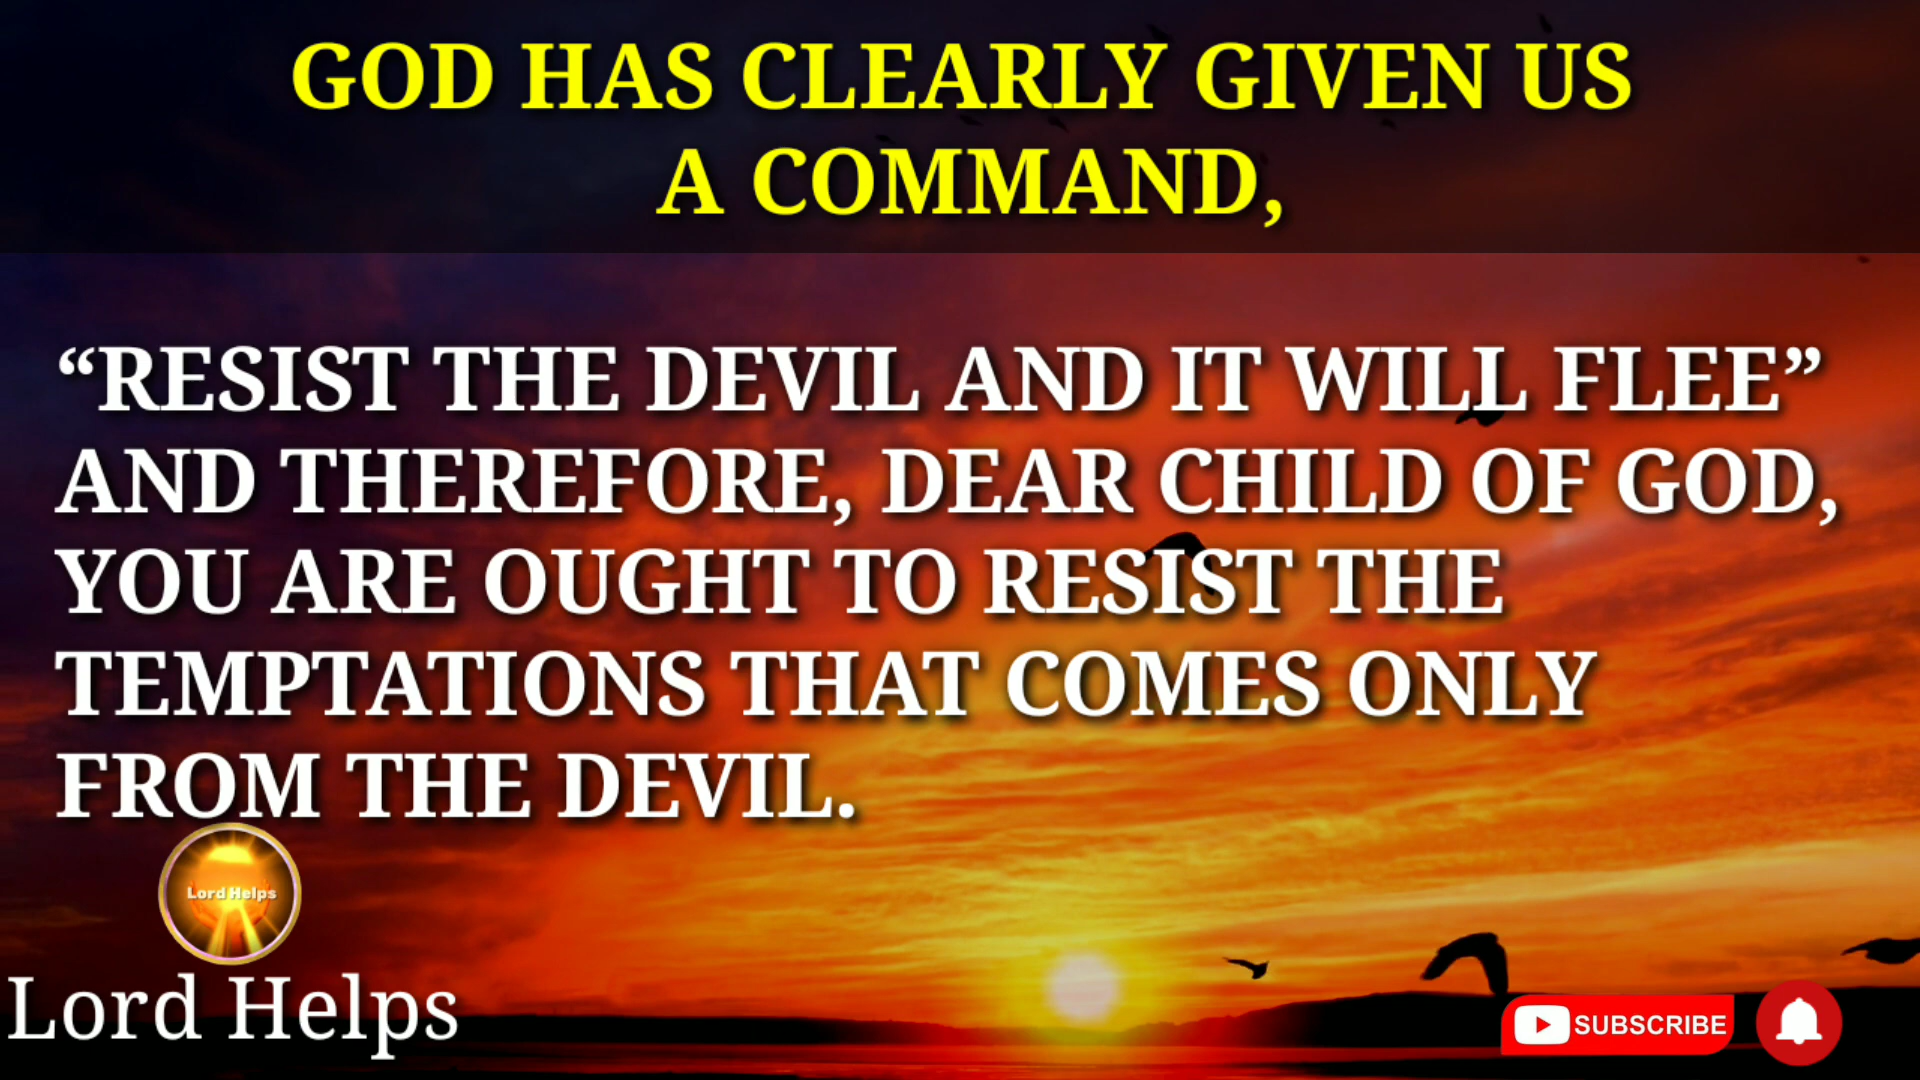 GOD HAS CLEARLY GIVEN US
A COMMAND,
“RESIST THE DEVIL AND IT WILL FLEE”
AND THEREFORE, DEAR CHILD OF GOD,
YOU ARE OUGHT TO RESIST THE
TEMPTATIONS THAT COMES ONLY
FROM THE DEVIL.
Lord Helps
Lord Helps
SUBSCRIBE